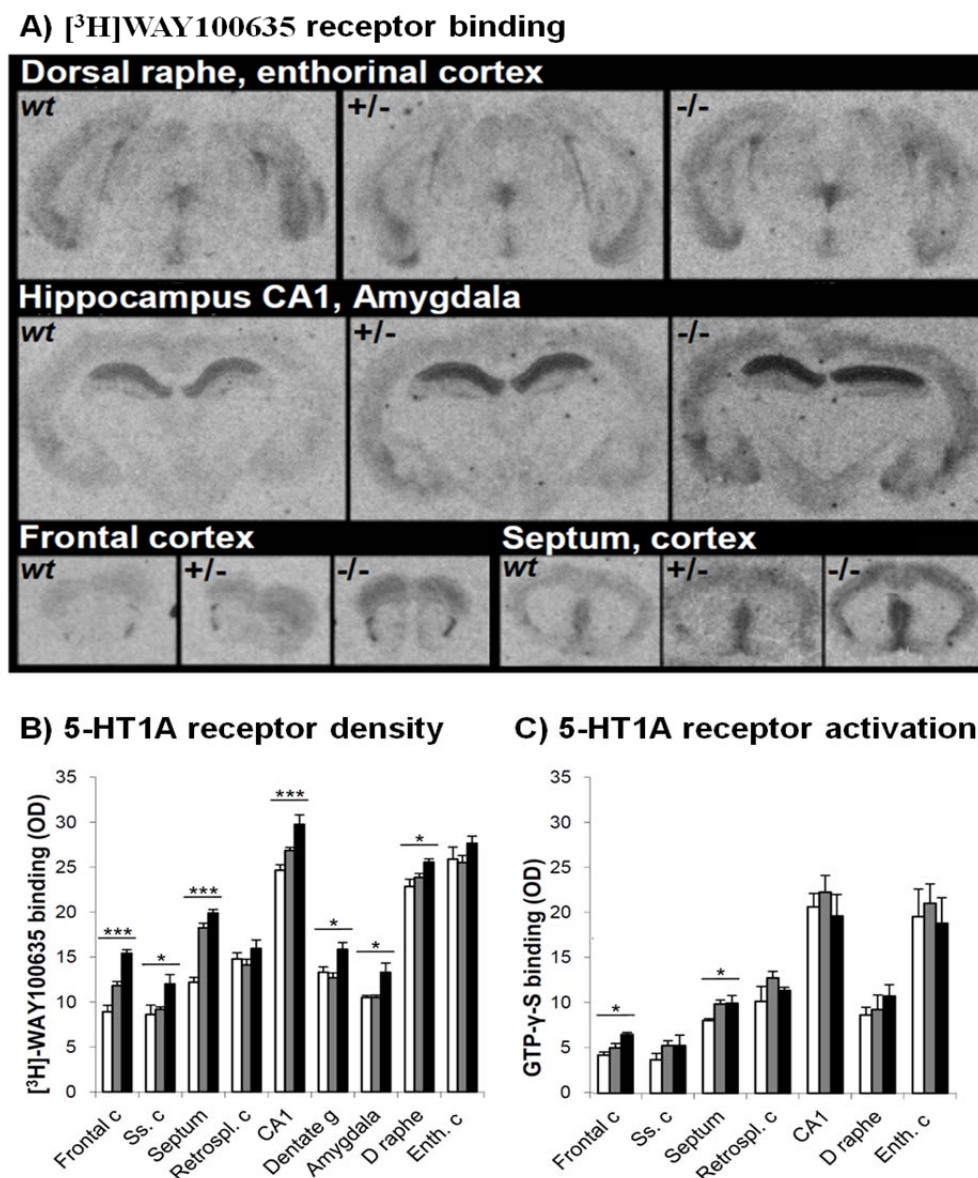 A) [³H]WAY100635 receptor binding
Dorsal raphe, enthorinal cortex
wt +/- -/-
Hippocampus CA1, Amygdala
wt +/- -/-
Frontal cortex
wt +/- -/-
Septum, cortex
wt +/- -/-
B) 5-HT1A receptor density
[³H]-WAY100635 binding (OD)
35
30
25
20
15
10
5
0
*** * *** *** * * *
Frontal c
Ss. c
Septum
Retrospl. c
CA1
Dentate g
Amygdala
D raphe
Enth. c
C) 5-HT1A receptor activation
GTP-γ-S binding (OD)
35
30
25
20
15
10
5
0
* *
Frontal c
Ss. c
Septum
Retrospl. c
CA1
D raphe
Enth. c